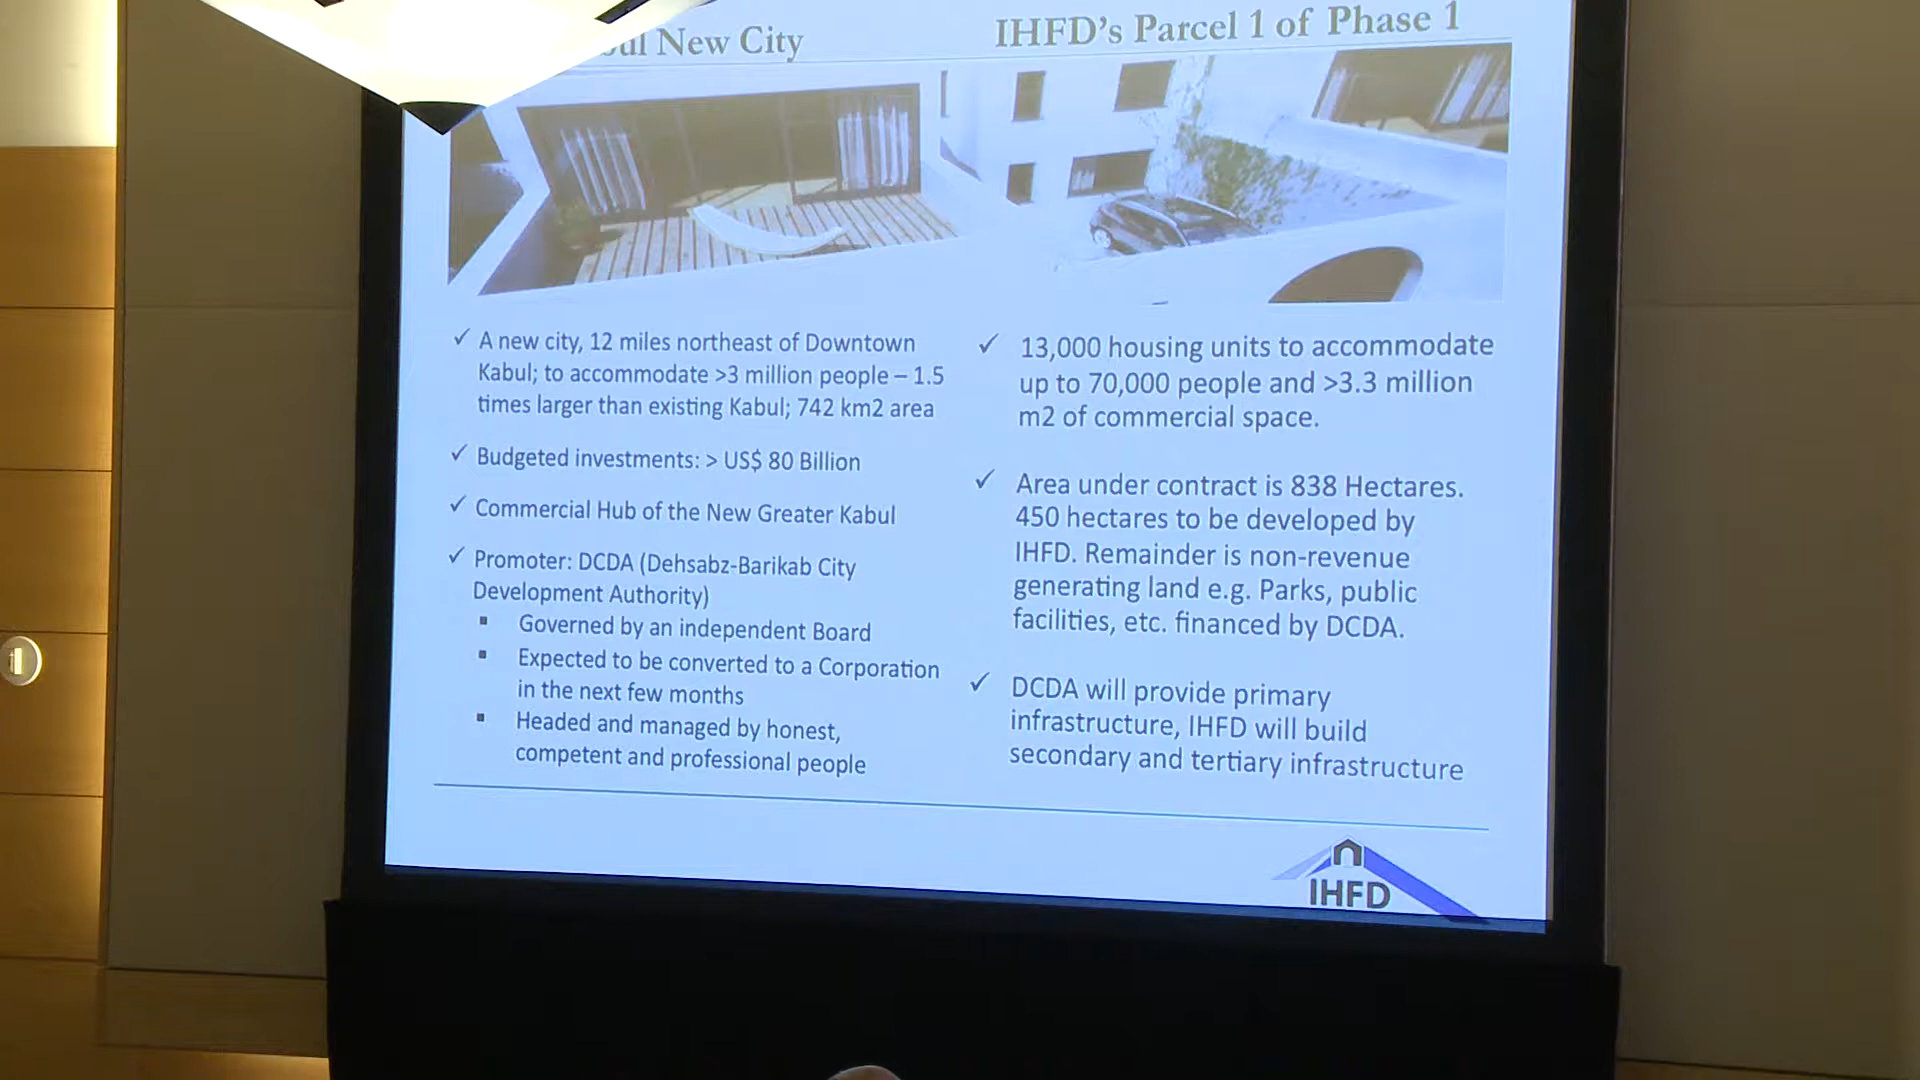 New City
IHFD's Parcel 1 of Phase 1
✓ A new city, 12 miles northeast of Downtown
Kabul; to accommodate >3 million people – 1.5
times larger than existing Kabul; 742 km2 area
✓ Budgeted investments: > US$ 80 Billion
✓ Commercial Hub of the New Greater Kabul
✓ Promoter: DCDA (Dehsabz-Barikab City
Development Authority)
▪ Governed by an independent Board
▪ Expected to be converted to a Corporation
in the next few months
▪ Headed and managed by honest,
competent and professional people
✓ 13,000 housing units to accommodate
up to 70,000 people and >3.3 million
m2 of commercial space.
✓ Area under contract is 838 Hectares.
450 hectares to be developed by
IHFD. Remainder is non-revenue
generating land e.g. Parks, public
facilities, etc. financed by DCDA.
✓ DCDA will provide primary
infrastructure, IHFD will build
secondary and tertiary infrastructure
IHFD